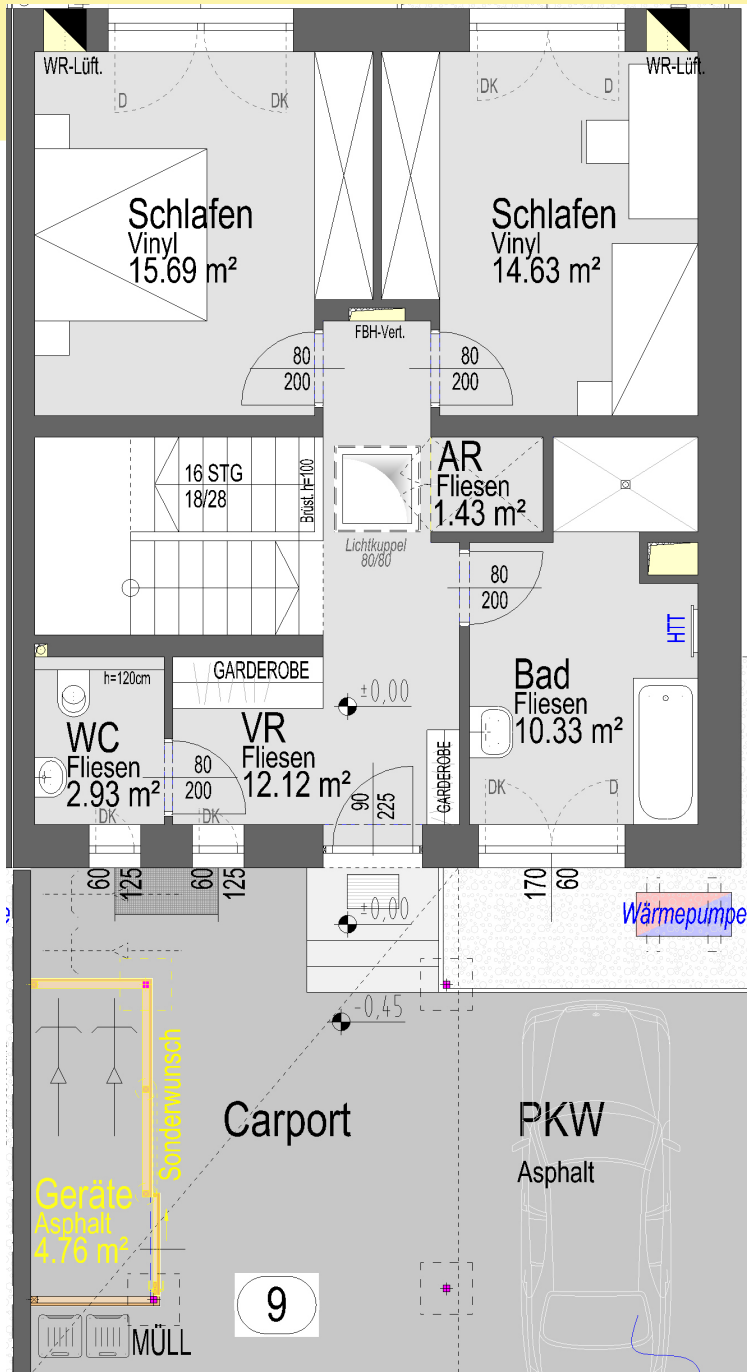 WR-Lüft.
WR-Lüft.
D
DK
DK
D
Schlafen
Vinyl
15.69 m²
Schlafen
Vinyl
14.63 m²
FBH-Vert.
80
200
80
200
16 STG
18/28
Brüst. h=100
AR
Fliesen
1.43 m²
Lichtkuppel
80/80
80
200
HTT
h=120cm
GARDEROBE
±0,00
Bad
Fliesen
10.33 m²
WC
Fliesen
2.93 m²
VR
Fliesen
12.12 m²
80
200
GARDEROBE
90
225
DK
DK
DK
D
60
125
60
125
170
60
±0,00
Wärmepumpe
-0,45
Sonderwunsch
Carport
PKW
Asphalt
Geräte
Asphalt
4.76 m²
9
MÜLL